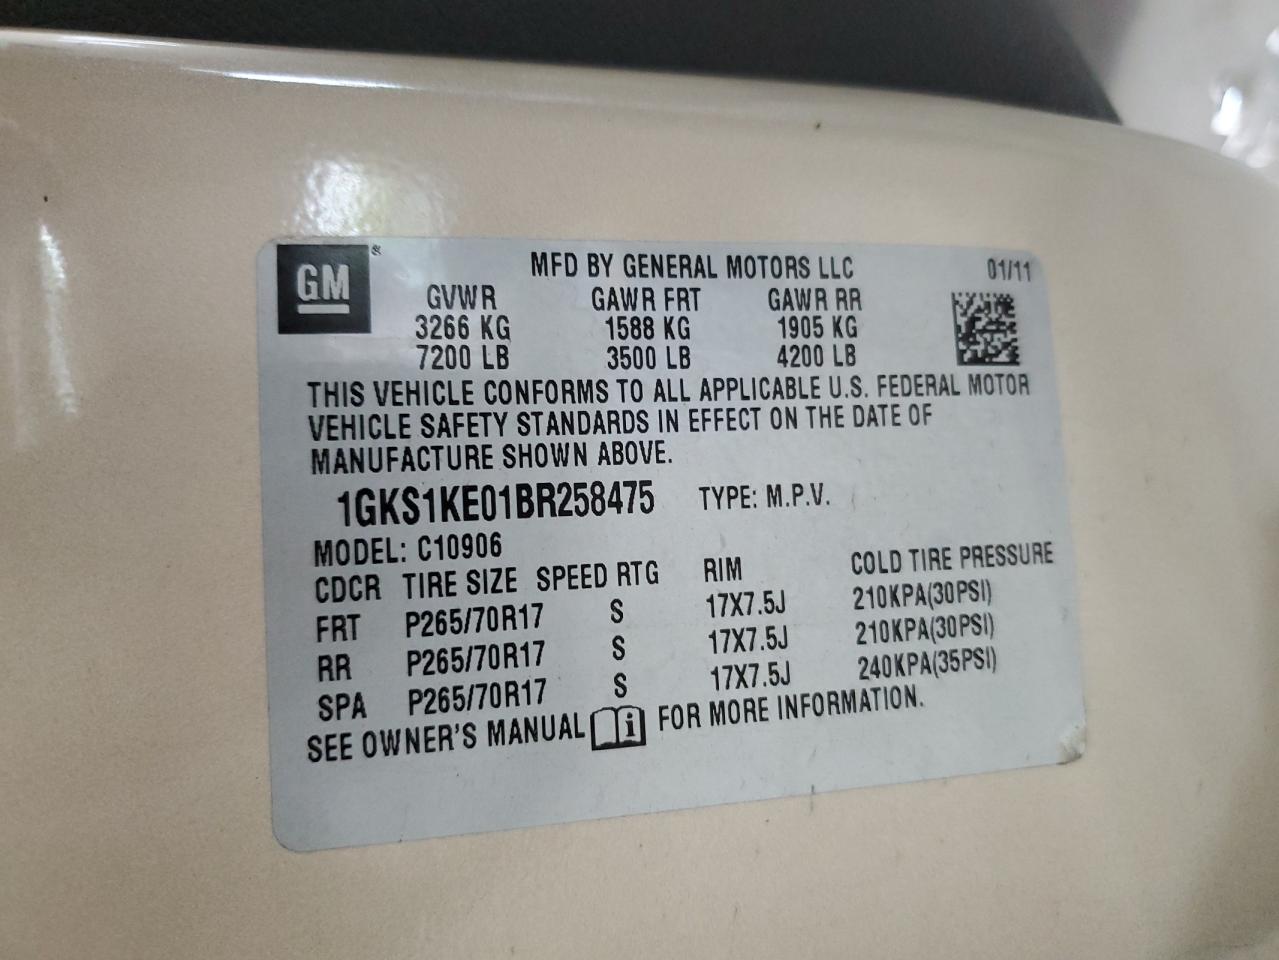 GM
MFD BY GENERAL MOTORS LLC 01/11
GVWR GAWR FRT GAWR RR
3266 KG 1588 KG 1905 KG
7200 LB 3500 LB 4200 LB
THIS VEHICLE CONFORMS TO ALL APPLICABLE U.S. FEDERAL MOTOR
VEHICLE SAFETY STANDARDS IN EFFECT ON THE DATE OF
MANUFACTURE SHOWN ABOVE.
1GKS1KE01BR258475 TYPE: M.P.V.
MODEL: C10906
CDCR TIRE SIZE SPEED RTG RIM COLD TIRE PRESSURE
FRT P265/70R17 S 17X7.5J 210KPA(30PSI)
RR P265/70R17 S 17X7.5J 210KPA(30PSI)
SPA P265/70R17 S 17X7.5J 240KPA(35PSI)
SEE OWNER'S MANUAL i FOR MORE INFORMATION.